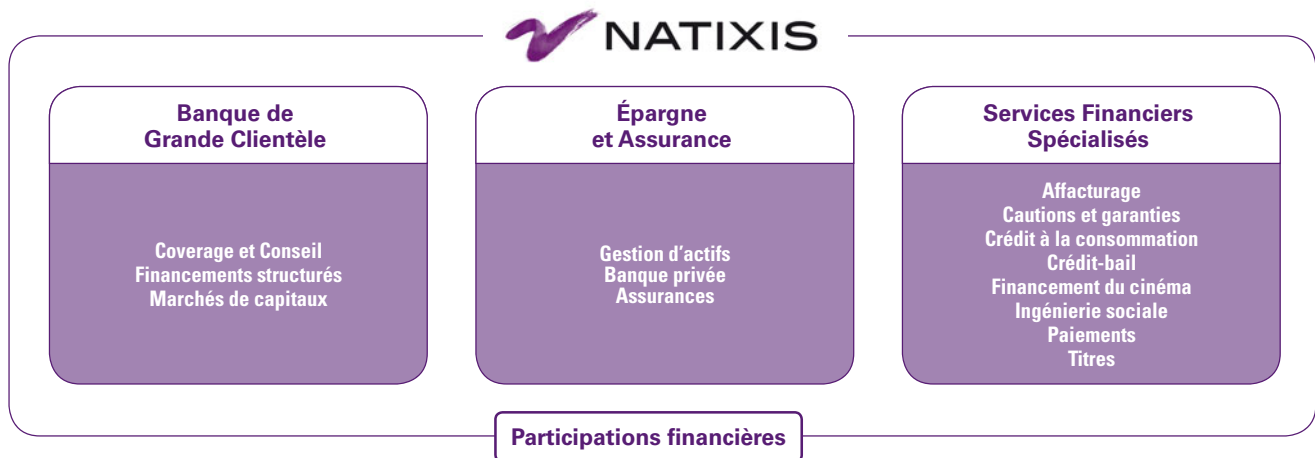 NATIXIS
Banque de
Grande Clientèle
Coverage et Conseil
Financements structurés
Marchés de capitaux
Épargne
et Assurance
Gestion d’actifs
Banque privée
Assurances
Services Financiers
Spécialisés
Affacturage
Cautions et garanties
Crédit à la consommation
Crédit-bail
Financement du cinéma
Ingénierie sociale
Paiements
Titres
Participations financières